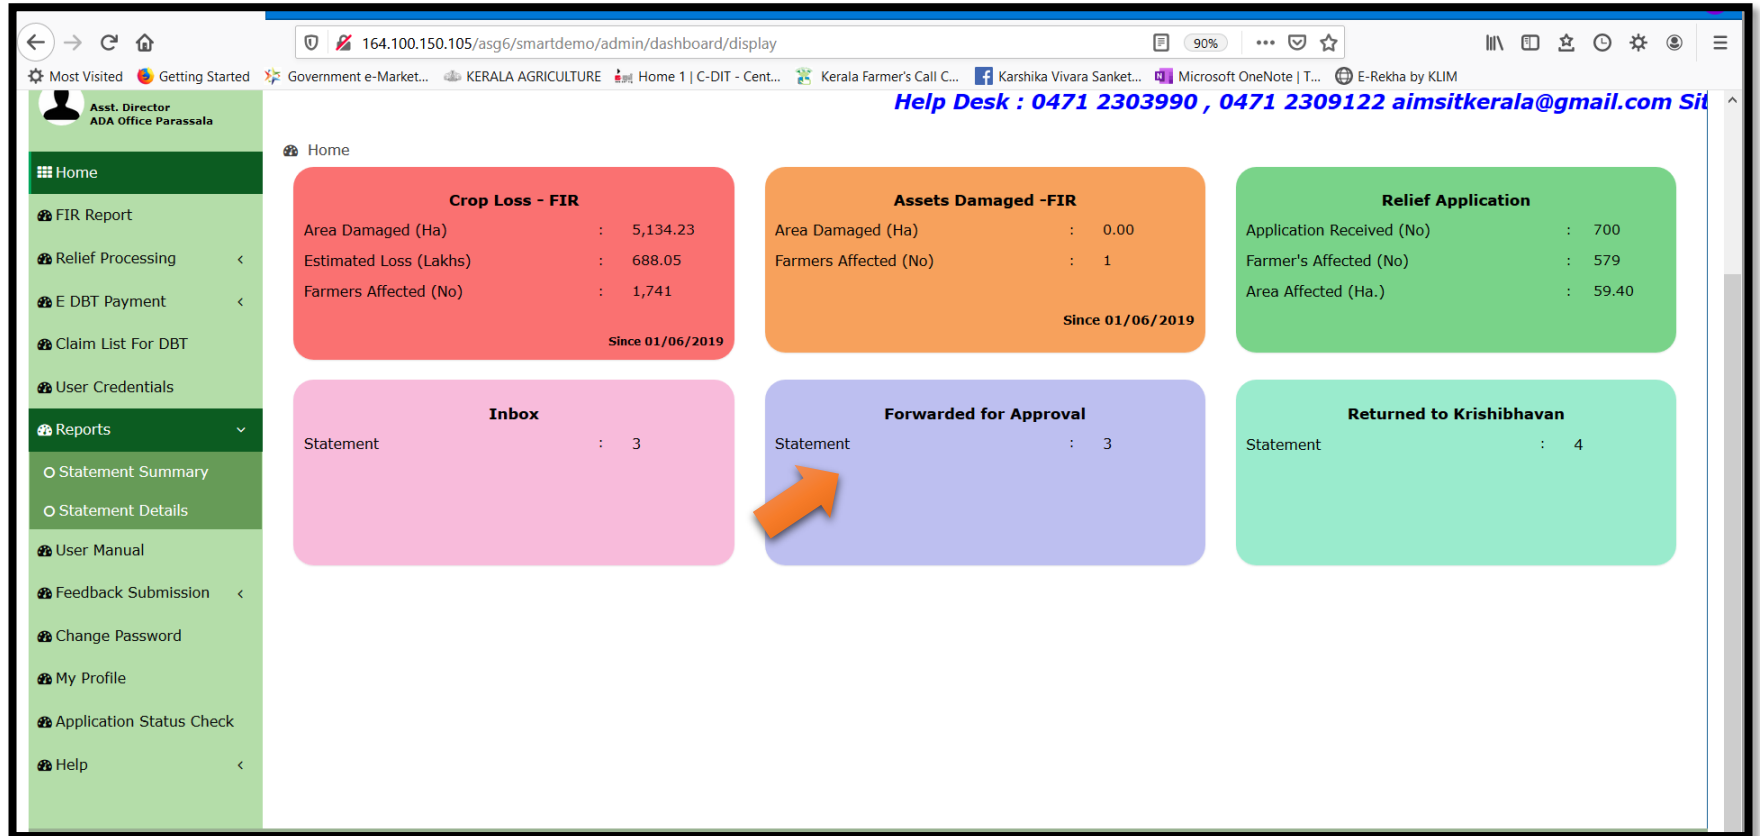 164.100.150.105/asg6/smartdemo/admin/dashboard/display
90%
Most Visited Getting Started Government e-Market... KERALA AGRICULTURE Home 1 | C-DIT - Cent... Kerala Farmer's Call C... Karshika Vivara Sanket... Microsoft OneNote | T... E-Rekha by KLIM
Asst. Director
ADA Office Parassala
Help Desk : 0471 2303990 , 0471 2309122 aimsitkerala@gmail.com Sit
Home
FIR Report
Relief Processing
E DBT Payment
Claim List For DBT
User Credentials
Reports
Statement Summary
Statement Details
User Manual
Feedback Submission
Change Password
My Profile
Application Status Check
Help
Home
Crop Loss - FIR
Area Damaged (Ha) : 5,134.23
Estimated Loss (Lakhs) : 688.05
Farmers Affected (No) : 1,741
Since 01/06/2019
Assets Damaged -FIR
Area Damaged (Ha) : 0.00
Farmers Affected (No) : 1
Since 01/06/2019
Relief Application
Application Received (No) : 700
Farmer's Affected (No) : 579
Area Affected (Ha.) : 59.40
Inbox
Statement : 3
Forwarded for Approval
Statement : 3
Returned to Krishibhavan
Statement : 4